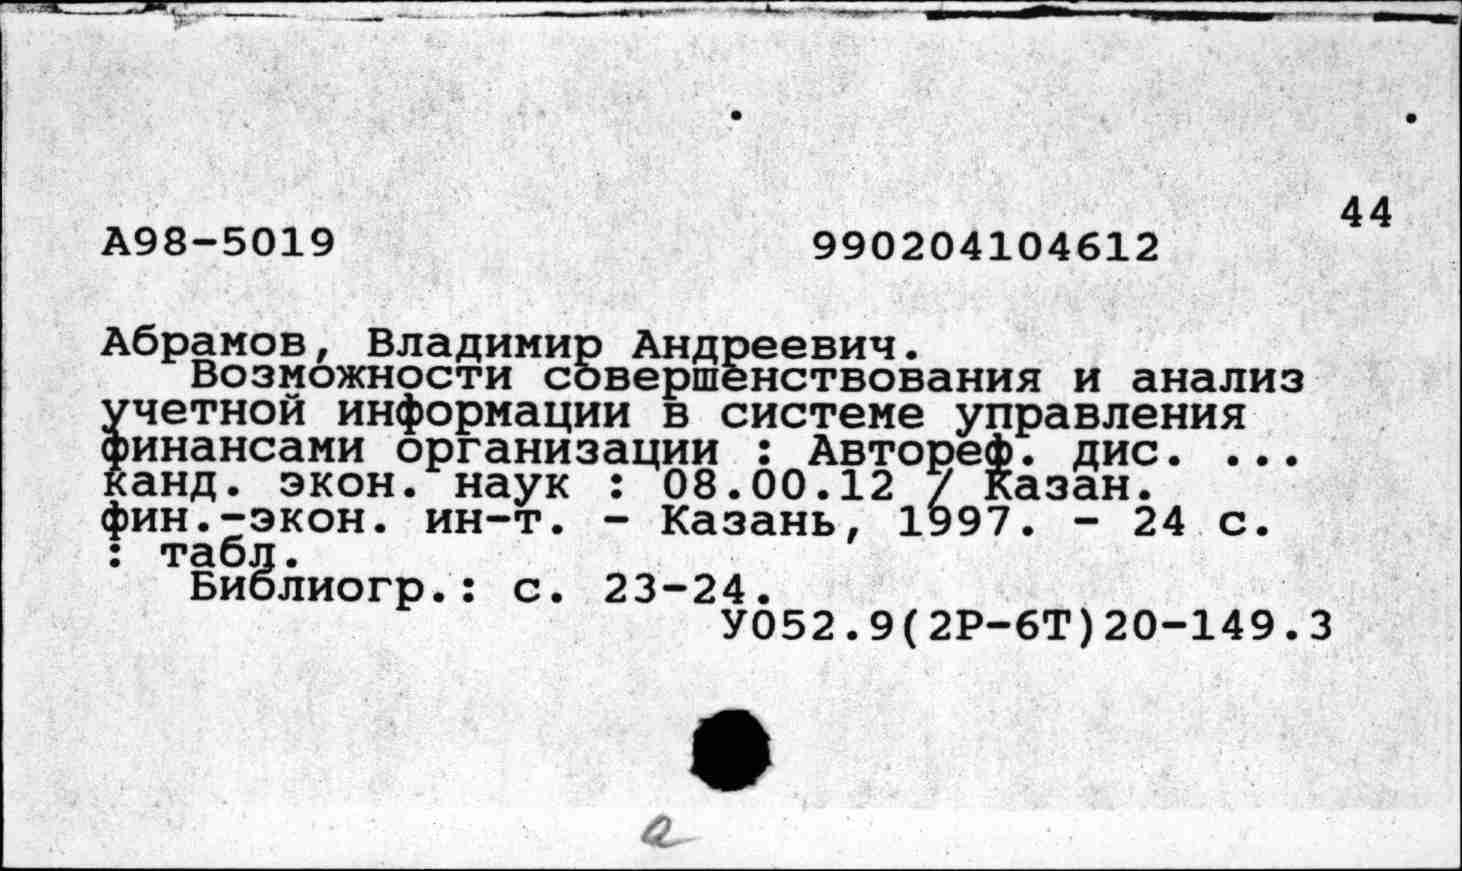 44
А98-5019 990204104612
Абрамов, Владимир Андреевич.
Возможности совершенствования и анализ
учетной информации в системе управления
финансами организации : Автореф. дис. ...
канд. экон. наук : 08.00.12 / Казан.
фин.-экон. ин-т. - Казань, 1997. - 24 с.
: табл.
Библиогр.: с. 23-24.
У052.9(2Р-6Т)20-149.3
а